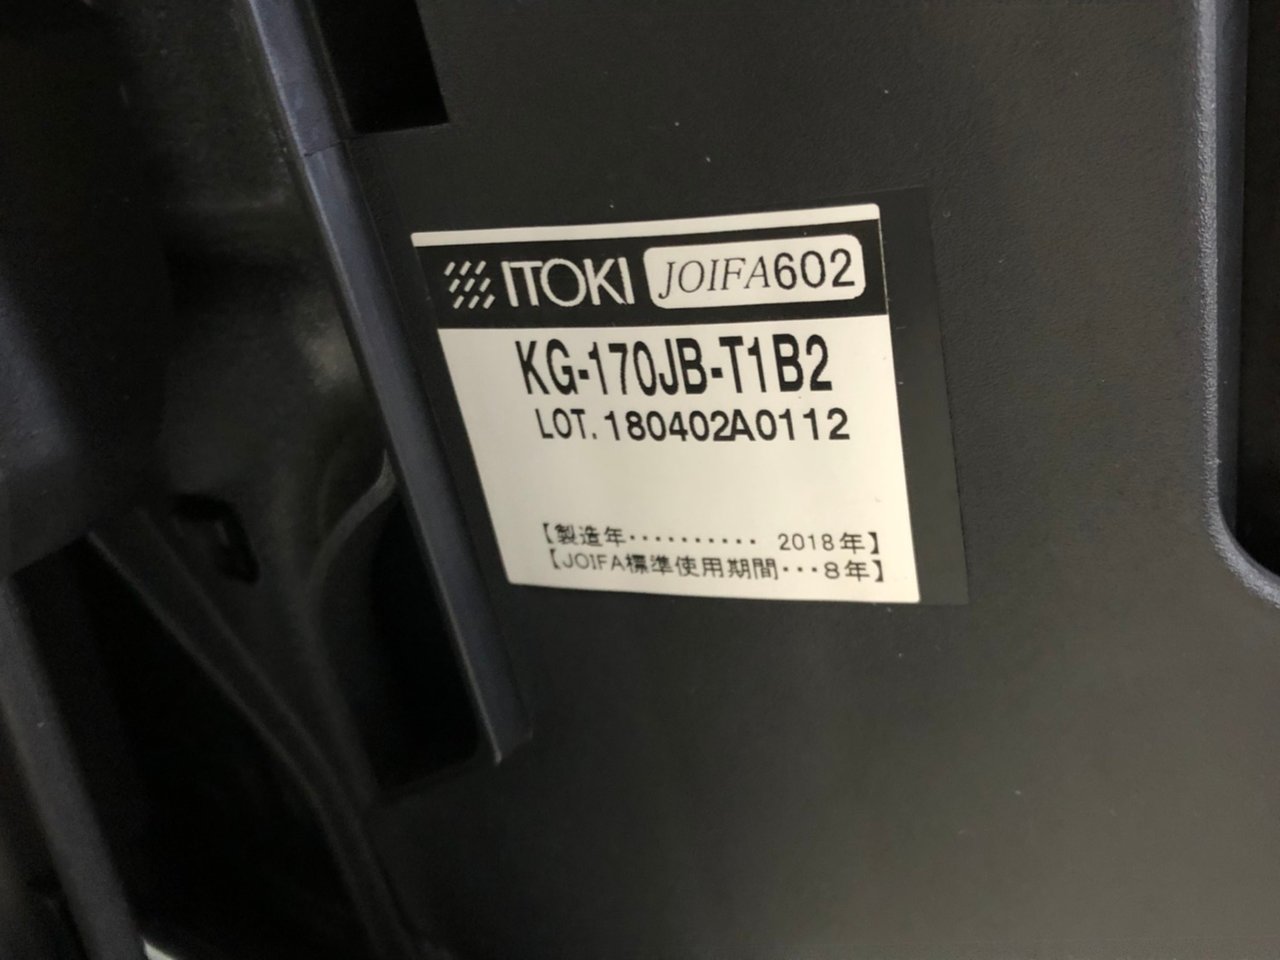 ITOKI JOIFA602
KG-170JB-T1B2
LOT. 180402A0112
【製造年・・・・・・・・・・ 2018年】
【JOIFA標準使用期間・・・8年】